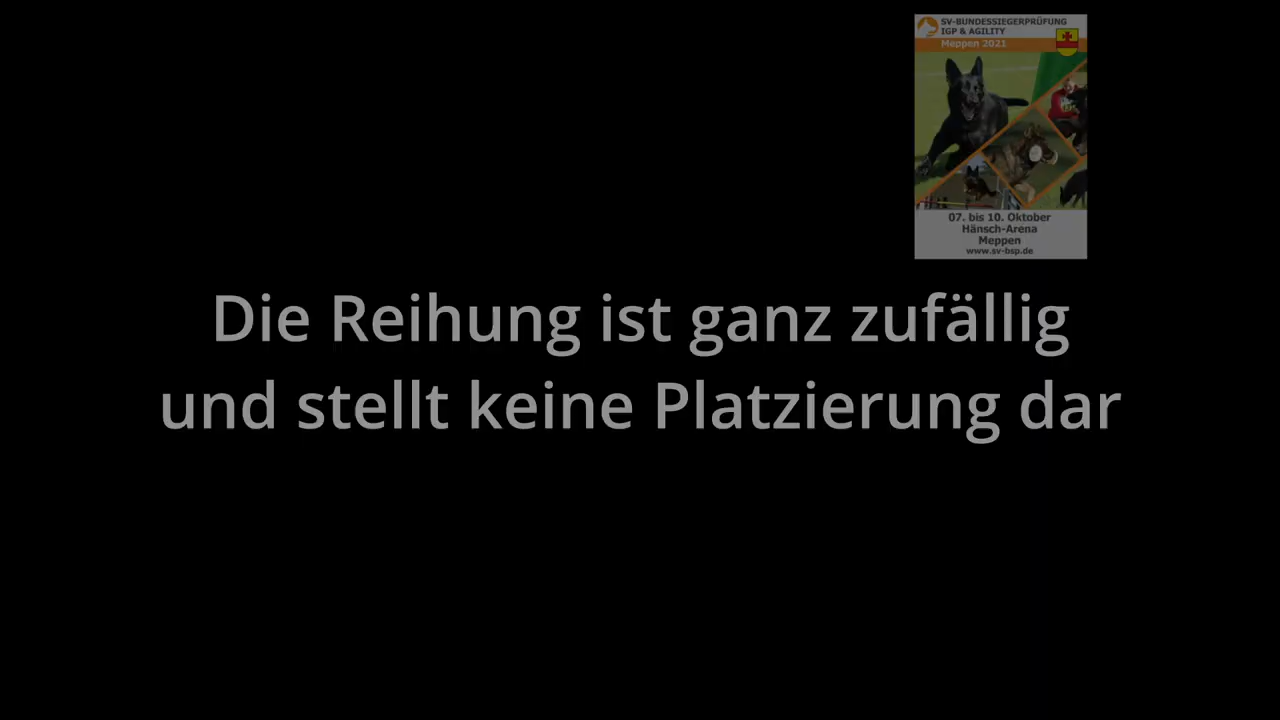 SV-BUNDESSIEGERPRÜFUNG
IGP & AGILITY
Meppen 2021
07. bis 10. Oktober
Hänsch-Arena
Meppen
www.sv-bsp.de
Die Reihung ist ganz zufällig
und stellt keine Platzierung dar